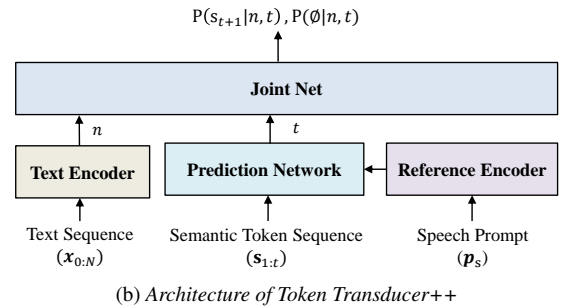 P(s_{t+1}|n, t) , P(∅|n, t)
Joint Net
n
t
Text Encoder
Prediction Network
Reference Encoder
Text Sequence
(x_{0:N})
Semantic Token Sequence
(s_{1:t})
Speech Prompt
(p_s)
(b) Architecture of Token Transducer++